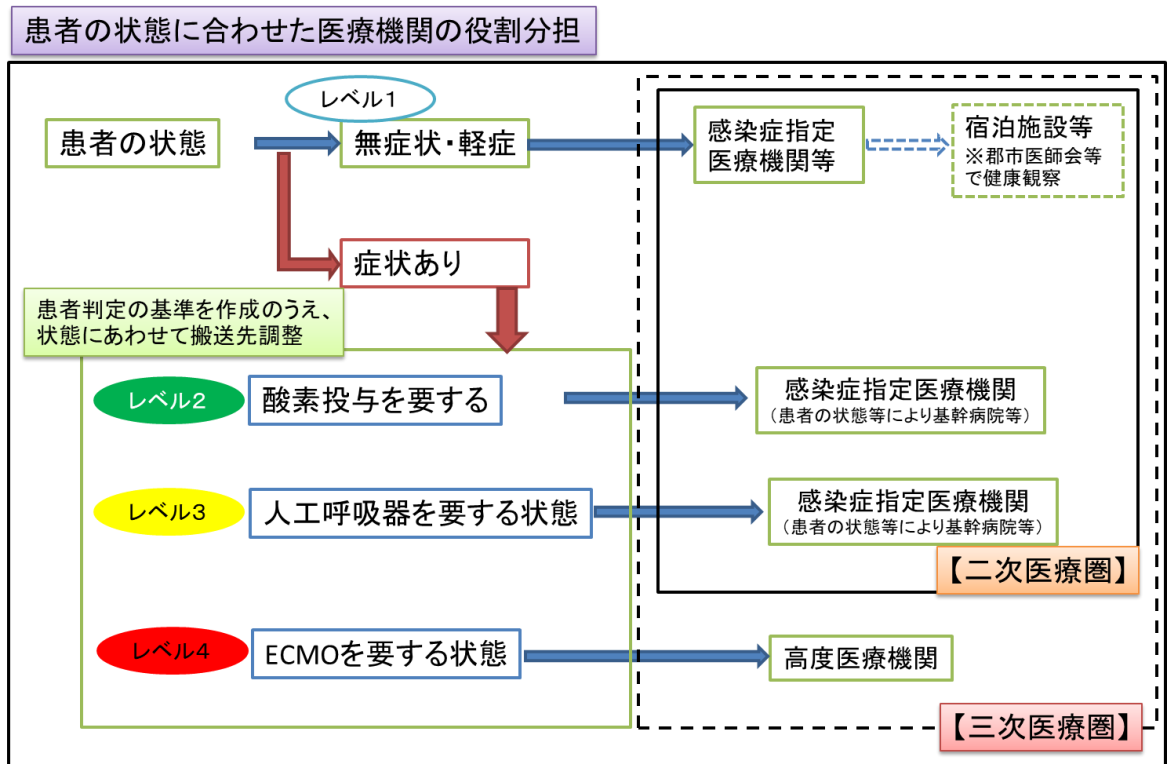 患者の状態に合わせた医療機関の役割分担
レベル1
患者の状態
無症状・軽症
感染症指定
医療機関等
宿泊施設等
※郡市医師会等
で健康観察
症状あり
患者判定の基準を作成のうえ、
状態にあわせて搬送先調整
レベル2
酸素投与を要する
感染症指定医療機関
（患者の状態等により基幹病院等）
レベル3
人工呼吸器を要する状態
感染症指定医療機関
（患者の状態等により基幹病院等）
【二次医療圏】
レベル4
ECMOを要する状態
高度医療機関
【三次医療圏】